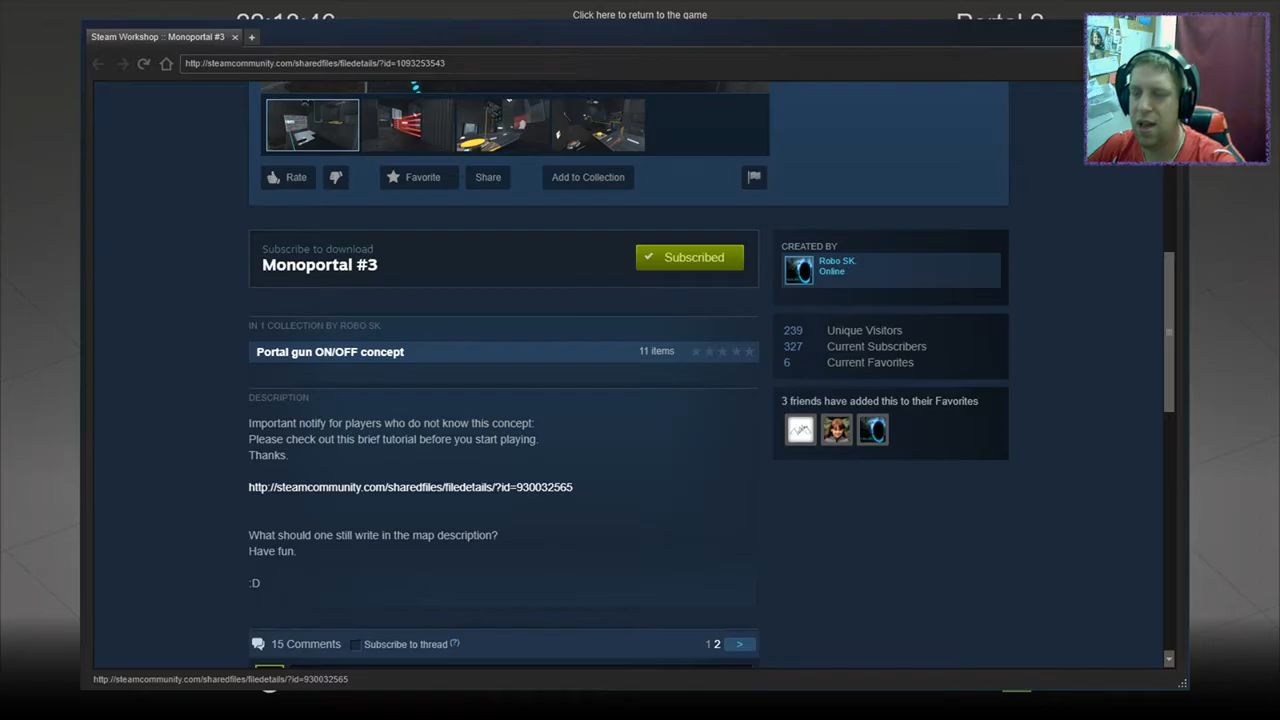 Click here to return to the game
Steam Workshop :: Monoportal #3
http://steamcommunity.com/sharedfiles/filedetails/?id=1093253543
Rate
Favorite
Share
Add to Collection
Subscribe to download
Monoportal #3
Subscribed
CREATED BY
Robo SK.
Online
IN 1 COLLECTION BY ROBO SK.
Portal gun ON/OFF concept
11 items
239 Unique Visitors
327 Current Subscribers
6 Current Favorites
DESCRIPTION
3 friends have added this to their Favorites
Important notify for players who do not know this concept:
Please check out this brief tutorial before you start playing.
Thanks.
http://steamcommunity.com/sharedfiles/filedetails/?id=930032565
What should one still write in the map description?
Have fun.
:D
15 Comments
Subscribe to thread (?)
1 2 >
http://steamcommunity.com/sharedfiles/filedetails/?id=930032565